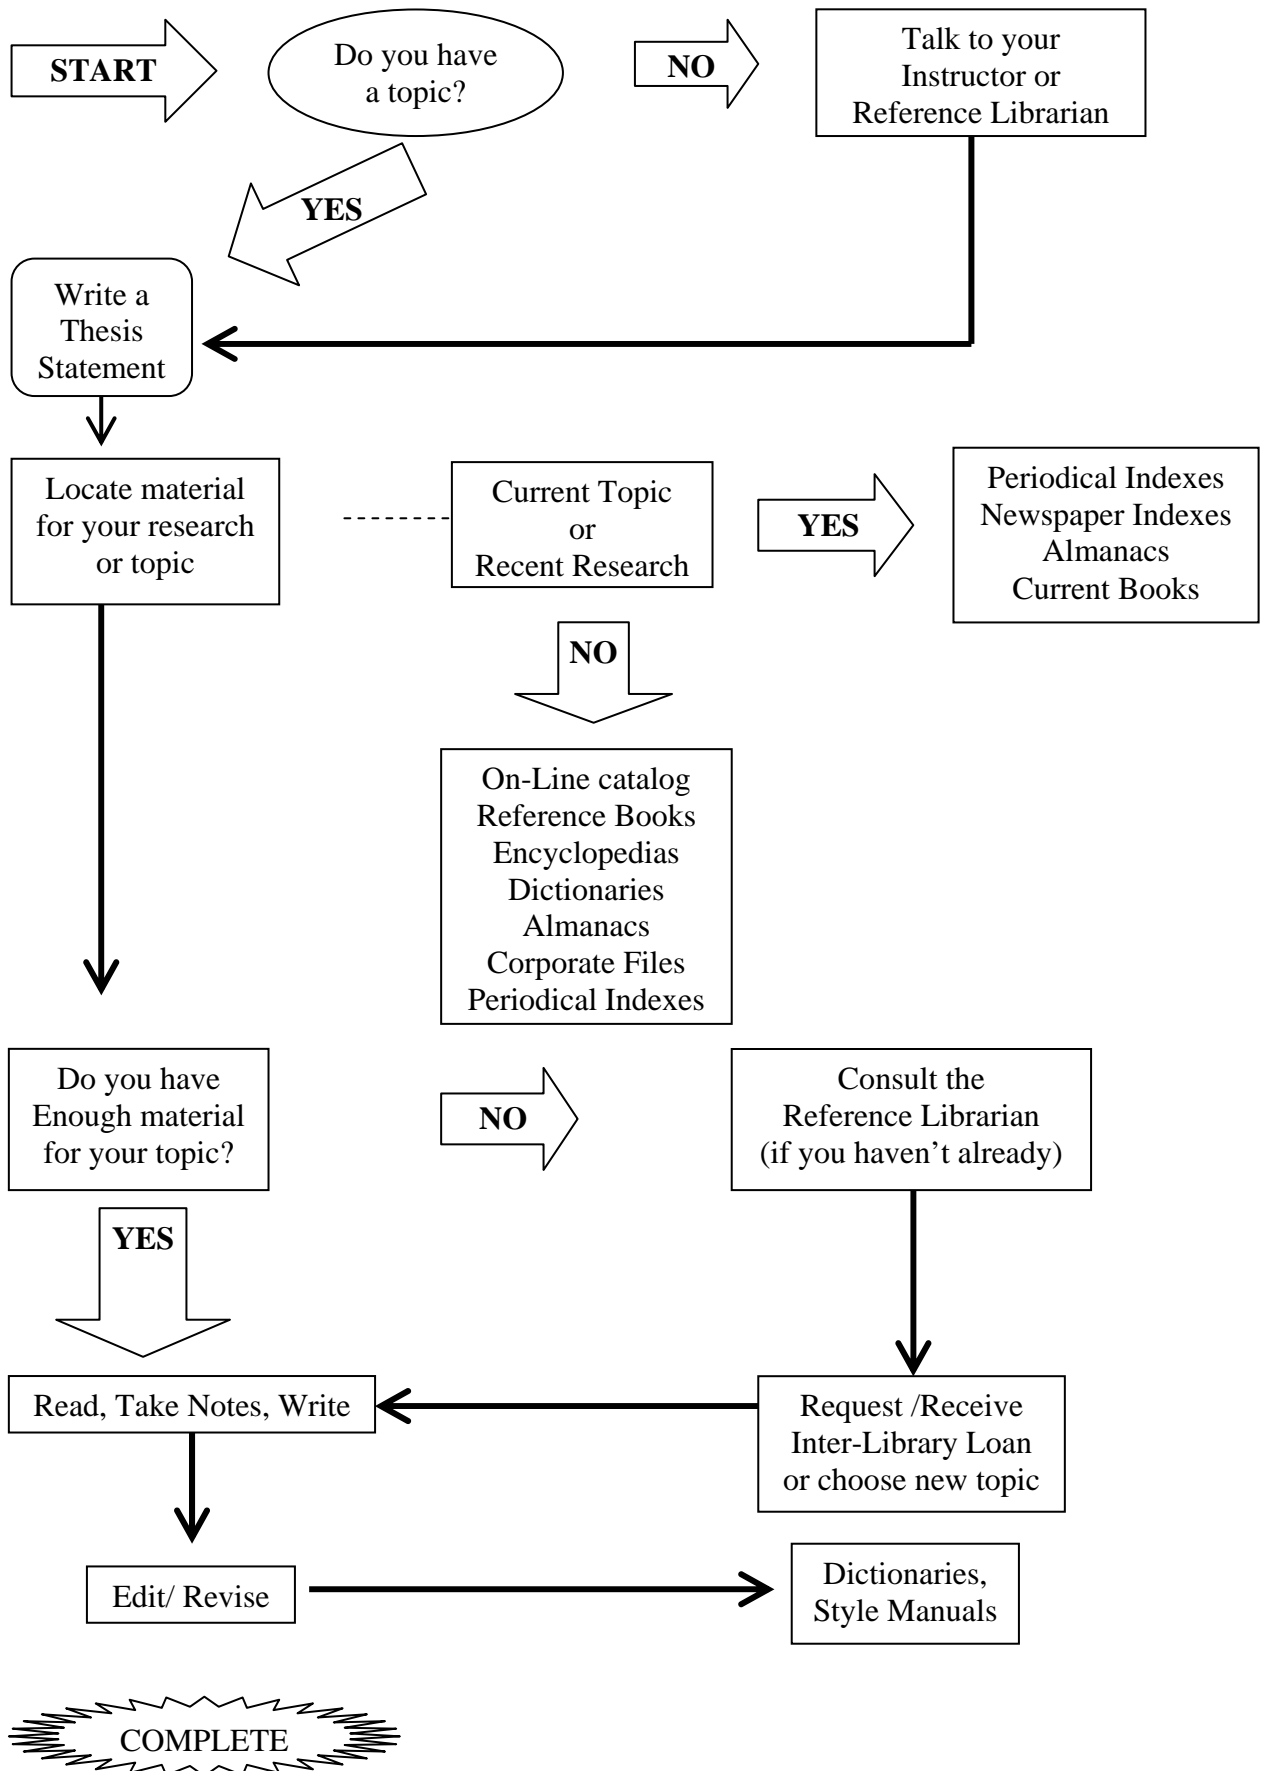 START
Do you have
a topic?
NO
Talk to your
Instructor or
Reference Librarian
YES
Write a
Thesis
Statement
Locate material
for your research
or topic
Current Topic
or
Recent Research
YES
Periodical Indexes
Newspaper Indexes
Almanacs
Current Books
NO
On-Line catalog
Reference Books
Encyclopedias
Dictionaries
Almanacs
Corporate Files
Periodical Indexes
Do you have
Enough material
for your topic?
NO
Consult the
Reference Librarian
(if you haven't already)
YES
Read, Take Notes, Write
Request /Receive
Inter-Library Loan
or choose new topic
Edit/ Revise
Dictionaries,
Style Manuals
COMPLETE